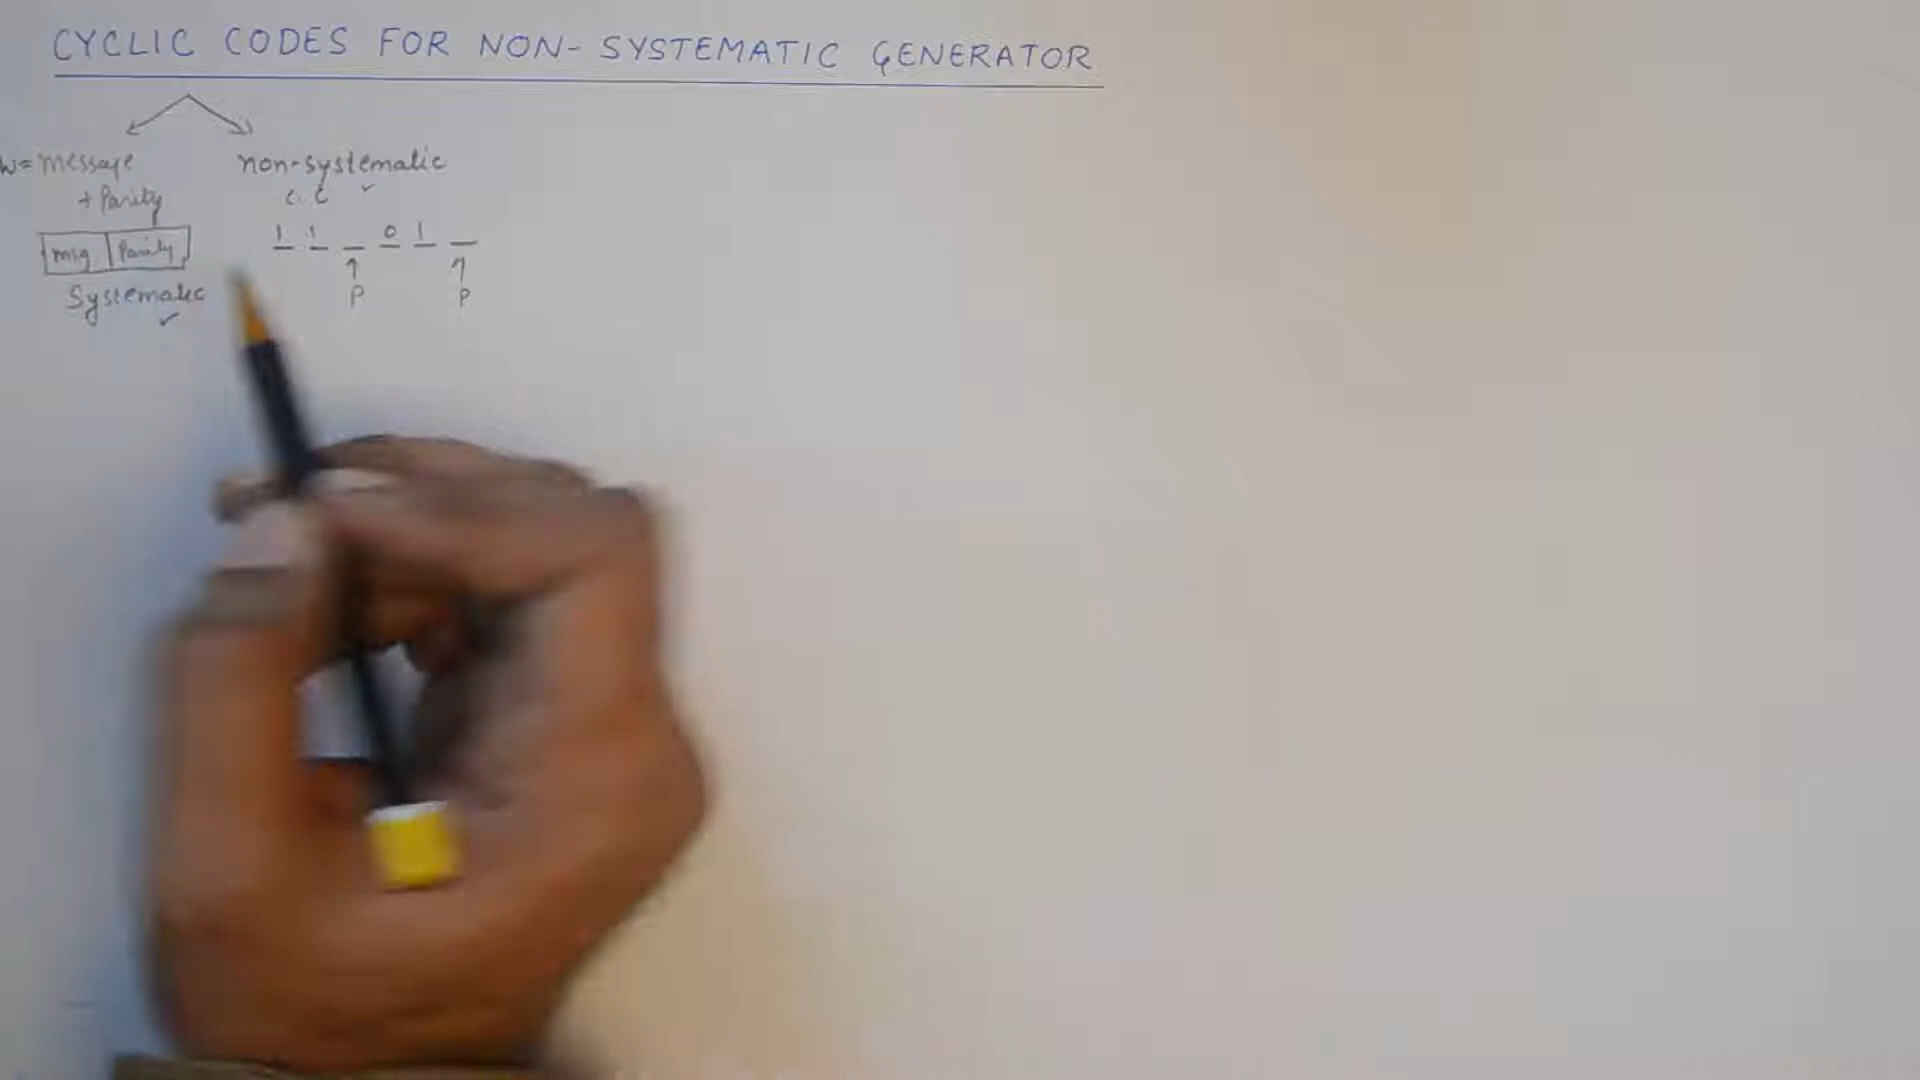 CYCLIC CODES FOR NON-SYSTEMATIC GENERATOR
w = message
+ Parity
msg Parity
Systematic ✓
non-systematic
C.C ✓
1 1 _ 0 1 _
↑ ↑
P P